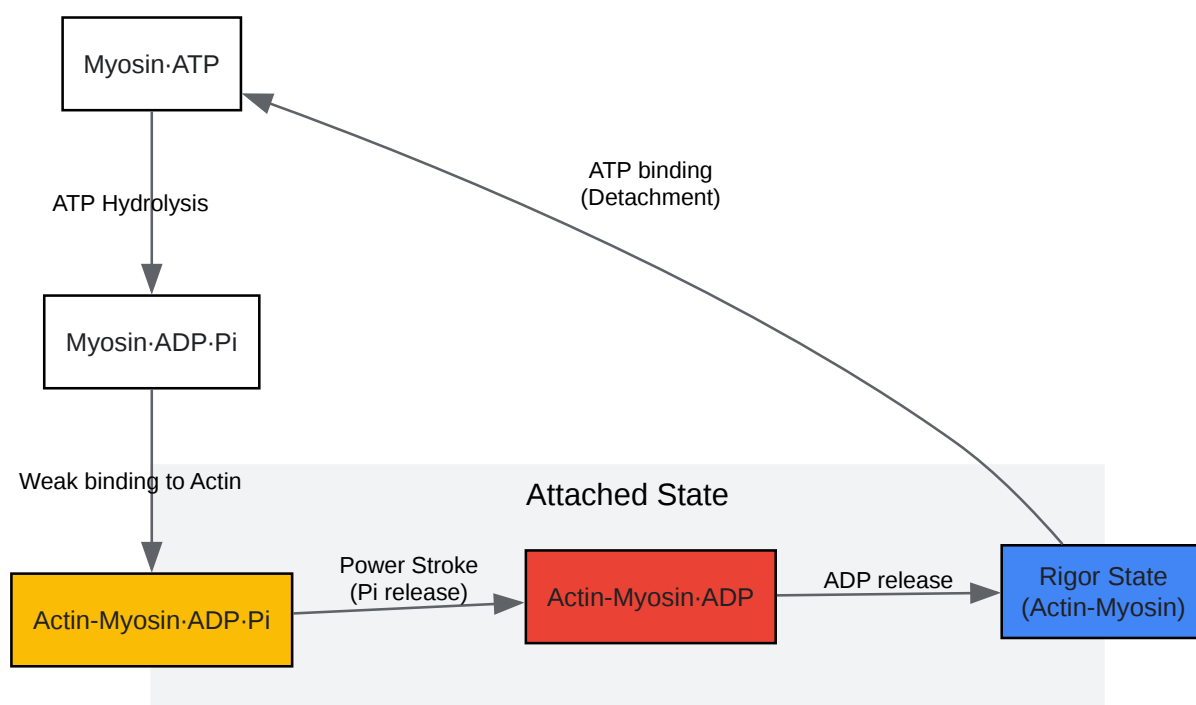 Myosin·ATP
ATP binding
(Detachment)
ATP Hydrolysis
Myosin·ADP·Pi
Weak binding to Actin
Attached State
Power Stroke
(Pi release)
ADP release
Actin-Myosin·ADP·Pi
Actin-Myosin·ADP
Rigor State
(Actin-Myosin)